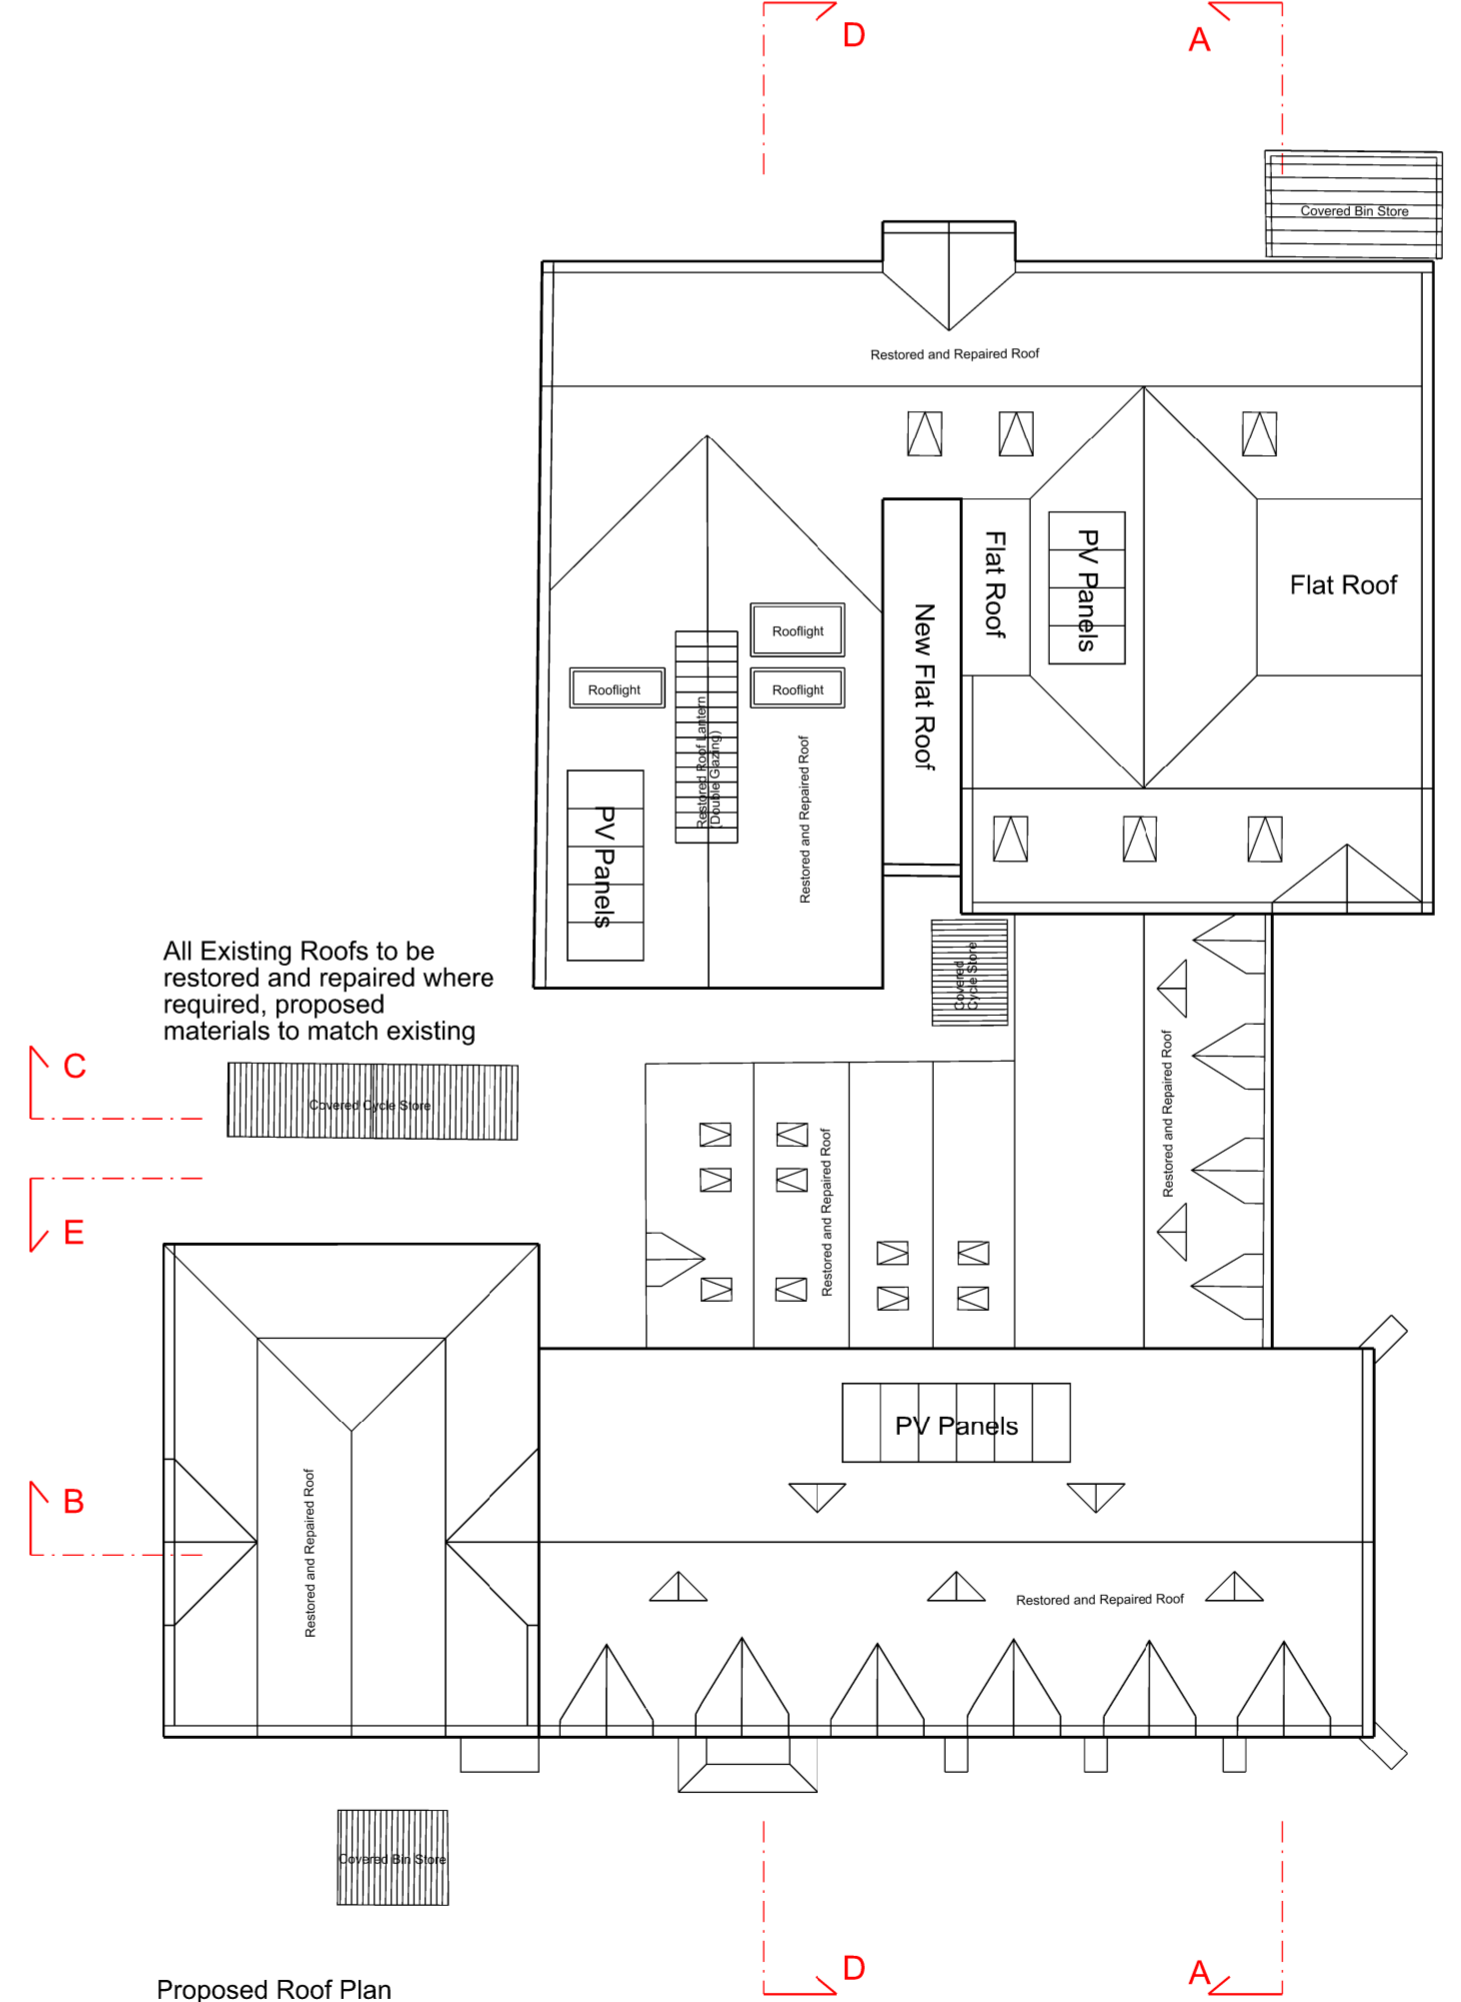 D
A
Covered Bin Store
Restored and Repaired Roof
Flat Roof
PV Panels
Flat Roof
New Flat Roof
Rooflight
Rooflight
Rooflight
Restored Roof Lantern
(Double Gazing)
Restored and Repaired Roof
PV Panels
All Existing Roofs to be
restored and repaired where
required, proposed
materials to match existing
Covered
Cycle Store
C
Covered Cycle Store
Restored and Repaired Roof
Restored and Repaired Roof
E
PV Panels
B
Restored and Repaired Roof
Restored and Repaired Roof
Covered Bin Store
D
A
Proposed Roof Plan